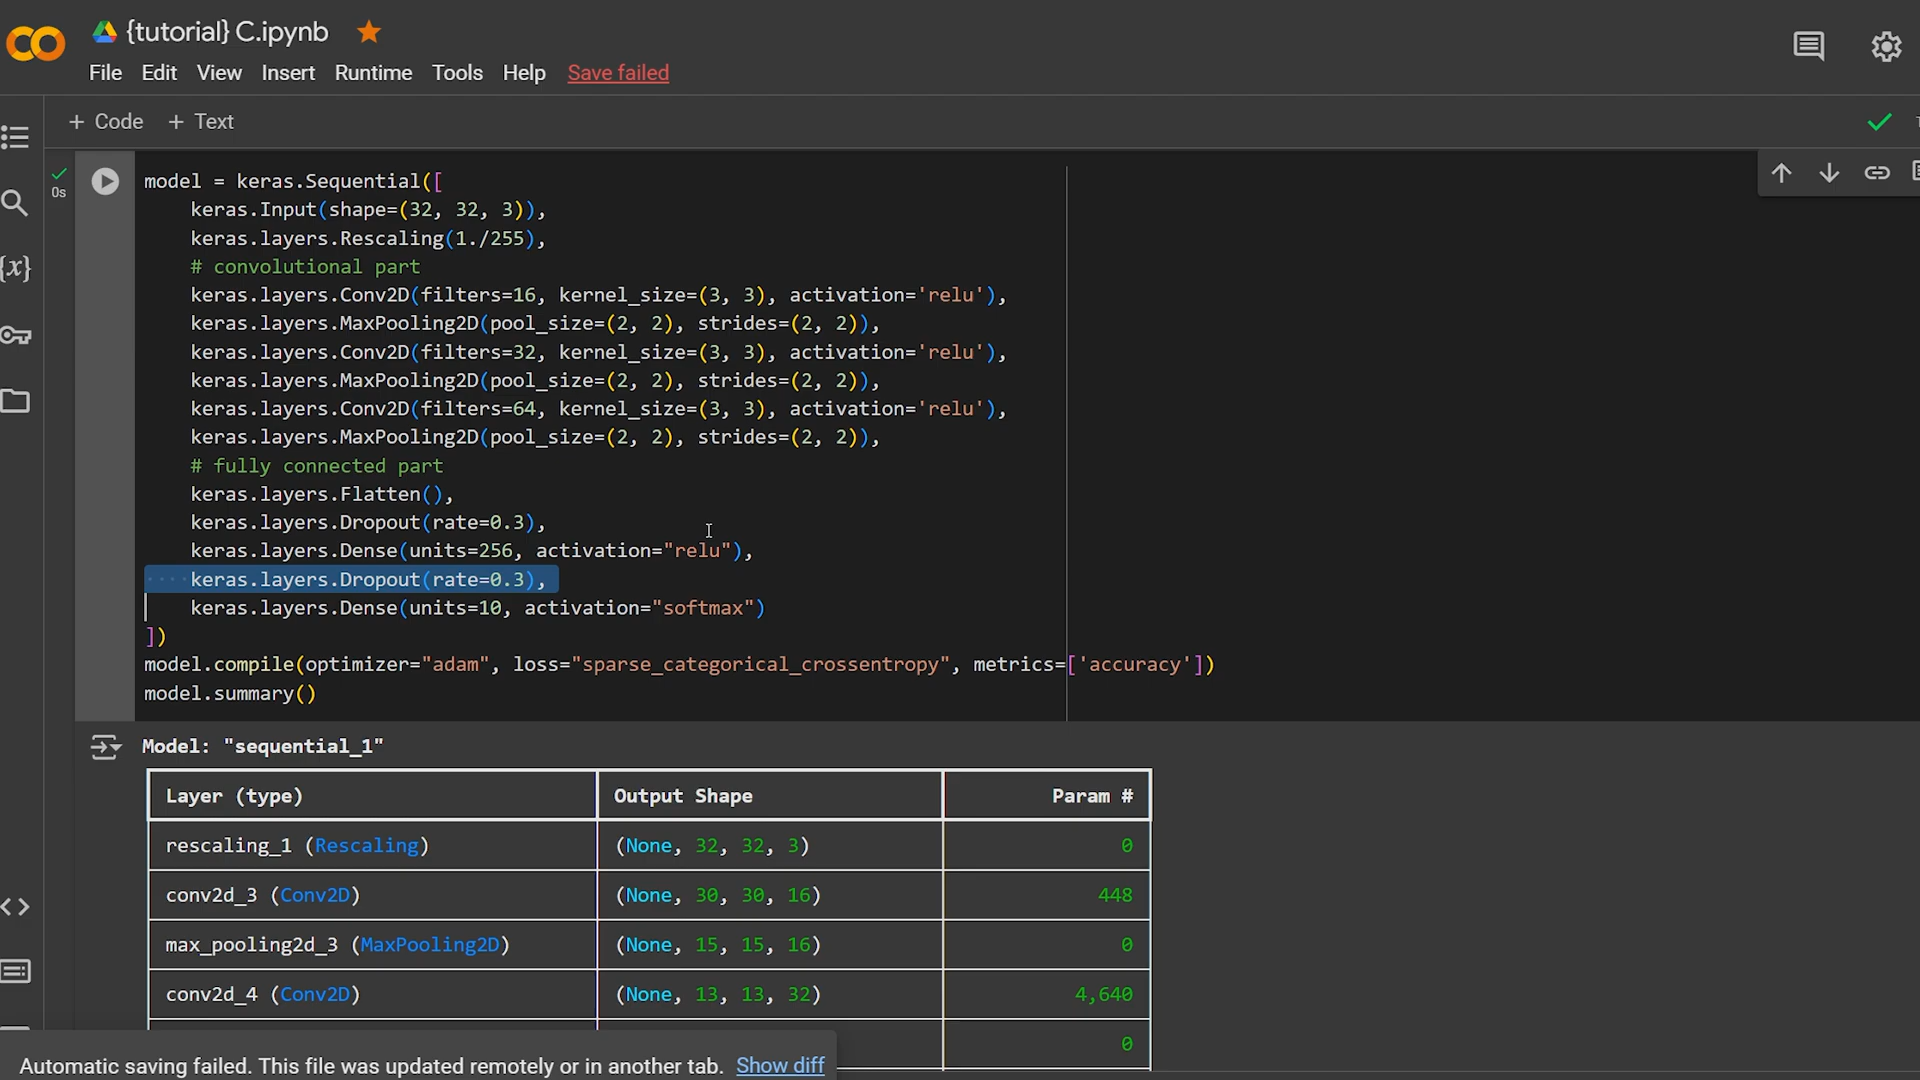 {tutorial} C.ipynb
File Edit View Insert Runtime Tools Help Save failed
+ Code + Text
{x}
0s
model = keras.Sequential([
    keras.Input(shape=(32, 32, 3)),
    keras.layers.Rescaling(1./255),
    # convolutional part
    keras.layers.Conv2D(filters=16, kernel_size=(3, 3), activation='relu'),
    keras.layers.MaxPooling2D(pool_size=(2, 2), strides=(2, 2)),
    keras.layers.Conv2D(filters=32, kernel_size=(3, 3), activation='relu'),
    keras.layers.MaxPooling2D(pool_size=(2, 2), strides=(2, 2)),
    keras.layers.Conv2D(filters=64, kernel_size=(3, 3), activation='relu'),
    keras.layers.MaxPooling2D(pool_size=(2, 2), strides=(2, 2)),
    # fully connected part
    keras.layers.Flatten(),
    keras.layers.Dropout(rate=0.3),
    keras.layers.Dense(units=256, activation="relu"),
    keras.layers.Dropout(rate=0.3),
    keras.layers.Dense(units=10, activation="softmax")
])
model.compile(optimizer="adam", loss="sparse_categorical_crossentropy", metrics=['accuracy'])
model.summary()
Model: "sequential_1"
Layer (type) Output Shape Param #
rescaling_1 (Rescaling) (None, 32, 32, 3) 0
conv2d_3 (Conv2D) (None, 30, 30, 16) 448
max_pooling2d_3 (MaxPooling2D) (None, 15, 15, 16) 0
conv2d_4 (Conv2D) (None, 13, 13, 32) 4,640
0
Automatic saving failed. This file was updated remotely or in another tab. Show diff